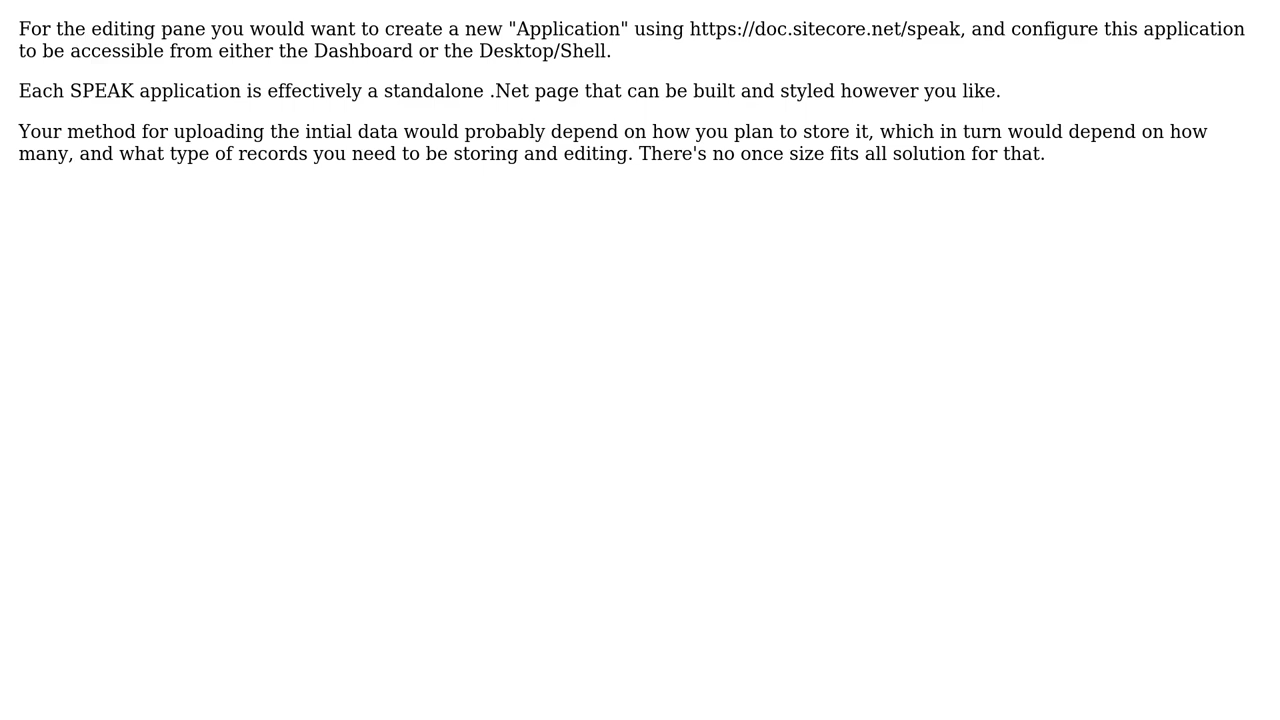 For the editing pane you would want to create a new "Application" using https://doc.sitecore.net/speak, and configure this application
to be accessible from either the Dashboard or the Desktop/Shell.
Each SPEAK application is effectively a standalone .Net page that can be built and styled however you like.
Your method for uploading the intial data would probably depend on how you plan to store it, which in turn would depend on how
many, and what type of records you need to be storing and editing. There's no once size fits all solution for that.